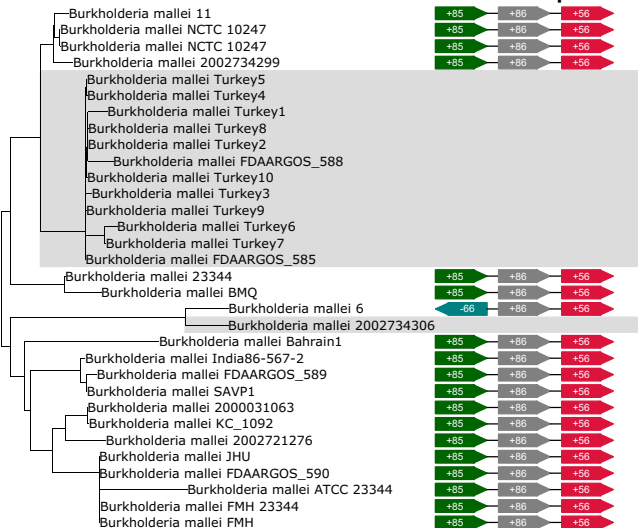 Burkholderia mallei 11 +85 +86 +56
Burkholderia mallei NCTC 10247 +85 +86 +56
Burkholderia mallei NCTC 10247 +85 +86 +56
Burkholderia mallei 2002734299 +85 +86 +56
Burkholderia mallei Turkey5
Burkholderia mallei Turkey4
Burkholderia mallei Turkey1
Burkholderia mallei Turkey8
Burkholderia mallei Turkey2
Burkholderia mallei FDAARGOS_588
Burkholderia mallei Turkey10
Burkholderia mallei Turkey3
Burkholderia mallei Turkey9
Burkholderia mallei Turkey6
Burkholderia mallei Turkey7
Burkholderia mallei FDAARGOS_585
Burkholderia mallei 23344 +85 +86 +56
Burkholderia mallei BMQ +85 +86 +56
Burkholderia mallei 6 -66 +86 +56
Burkholderia mallei 2002734306
Burkholderia mallei Bahrain1 +85 +86 +56
Burkholderia mallei India86-567-2 +85 +86 +56
Burkholderia mallei FDAARGOS_589 +85 +86 +56
Burkholderia mallei SAVP1 +85 +86 +56
Burkholderia mallei 2000031063 +85 +86 +56
Burkholderia mallei KC_1092 +85 +86 +56
Burkholderia mallei 2002721276 +85 +86 +56
Burkholderia mallei JHU +85 +86 +56
Burkholderia mallei FDAARGOS_590 +85 +86 +56
Burkholderia mallei ATCC 23344 +85 +86 +56
Burkholderia mallei FMH 23344 +85 +86 +56
Burkholderia mallei FMH +85 +86 +56